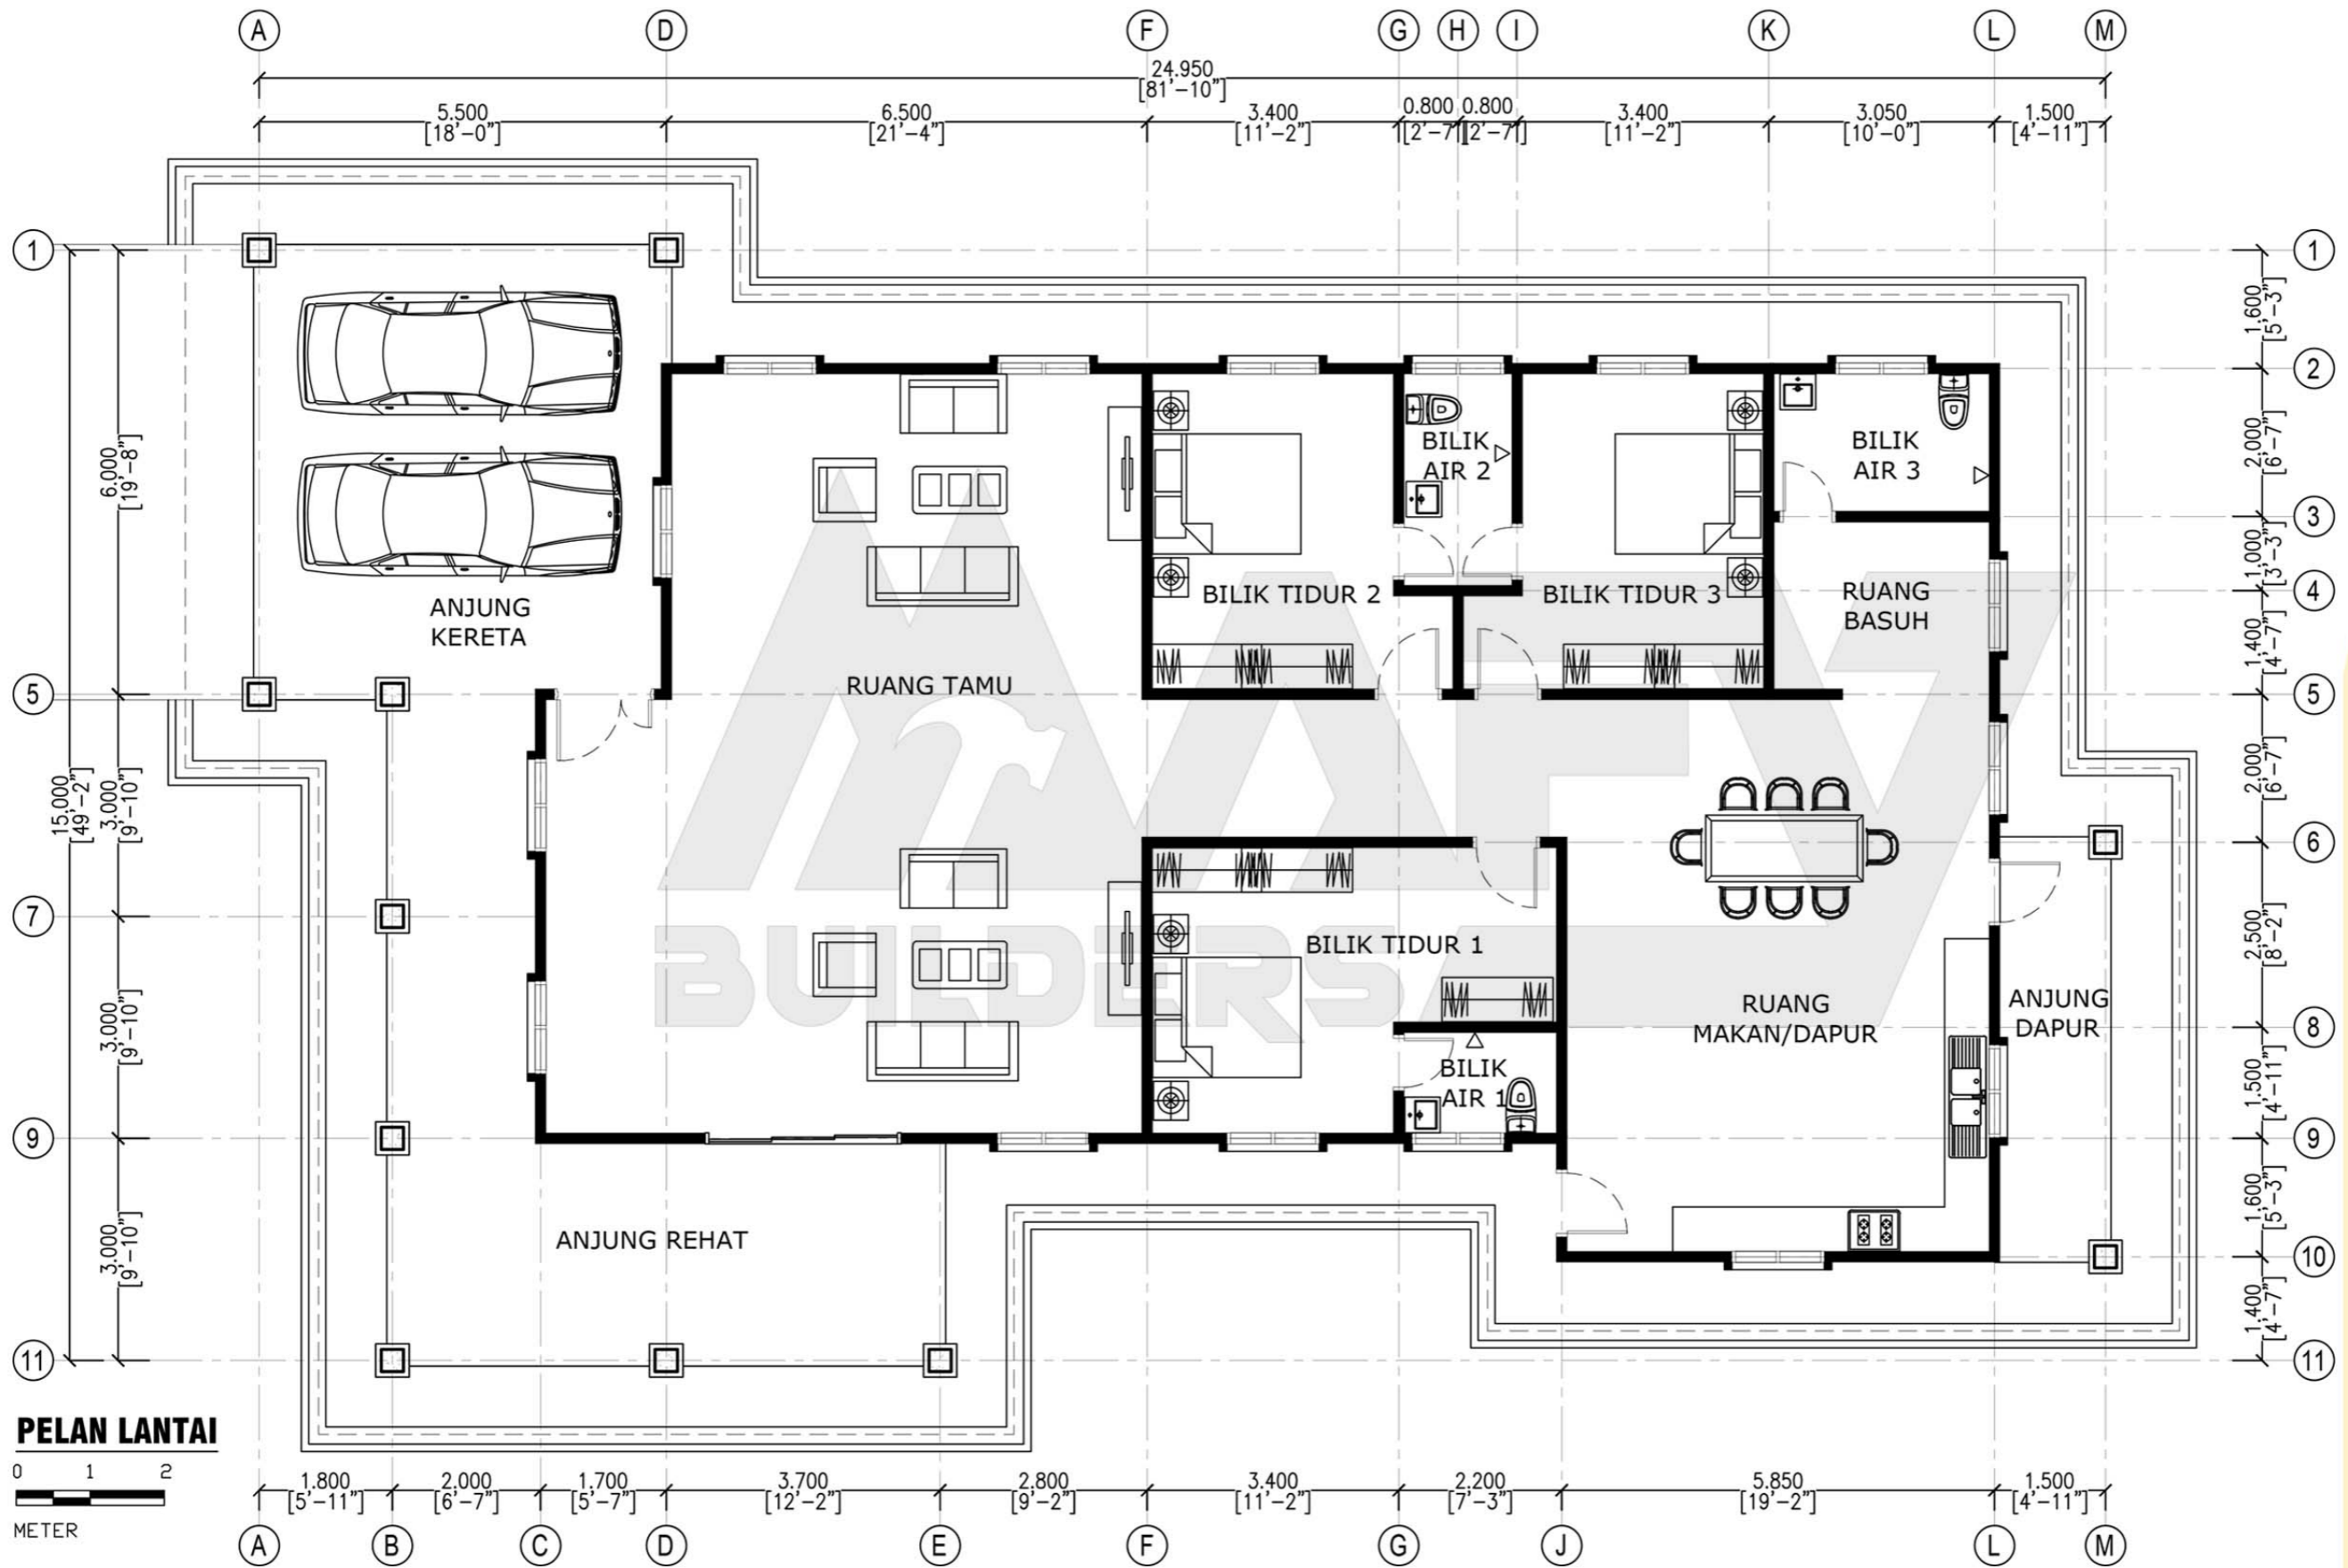 A D F G H I K L M
24.950
[81'-10"]
5.500 6.500 3.400 0.800 0.800 3.400 3.050 1.500
[18'-0"] [21'-4"] [11'-2"] [2'-7"] [2'-7"] [11'-2"] [10'-0"] [4'-11"]
1
1
1.600
[5'-3"]
2
2.000
[6'-7"]
3
1.000
[3'-3"]
4
1.400
[4'-7"]
5
2.000
[6'-7"]
6
2.500
[8'-2"]
8
1.500
[4'-11"]
9
1.600
[5'-3"]
10
1.400
[4'-7"]
11
6.000
[19'-8"]
5
15.000
[49'-2"]
3.000
[9'-10"]
7
3.000
[9'-10"]
9
3.000
[9'-10"]
11
BILIK
AIR 2
BILIK
AIR 3
ANJUNG
KERETA
BILIK TIDUR 2
BILIK TIDUR 3
RUANG
BASUH
RUANG TAMU
BUILDERS
BILIK TIDUR 1
RUANG
MAKAN/DAPUR
ANJUNG
DAPUR
BILIK
AIR 1
ANJUNG REHAT
PELAN LANTAI
0 1 2
METER
1.800 2.000 1.700 3.700 2.800 3.400 2.200 5.850 1.500
[5'-11"] [6'-7"] [5'-7"] [12'-2"] [9'-2"] [11'-2"] [7'-3"] [19'-2"] [4'-11"]
A B C D E F G J L M